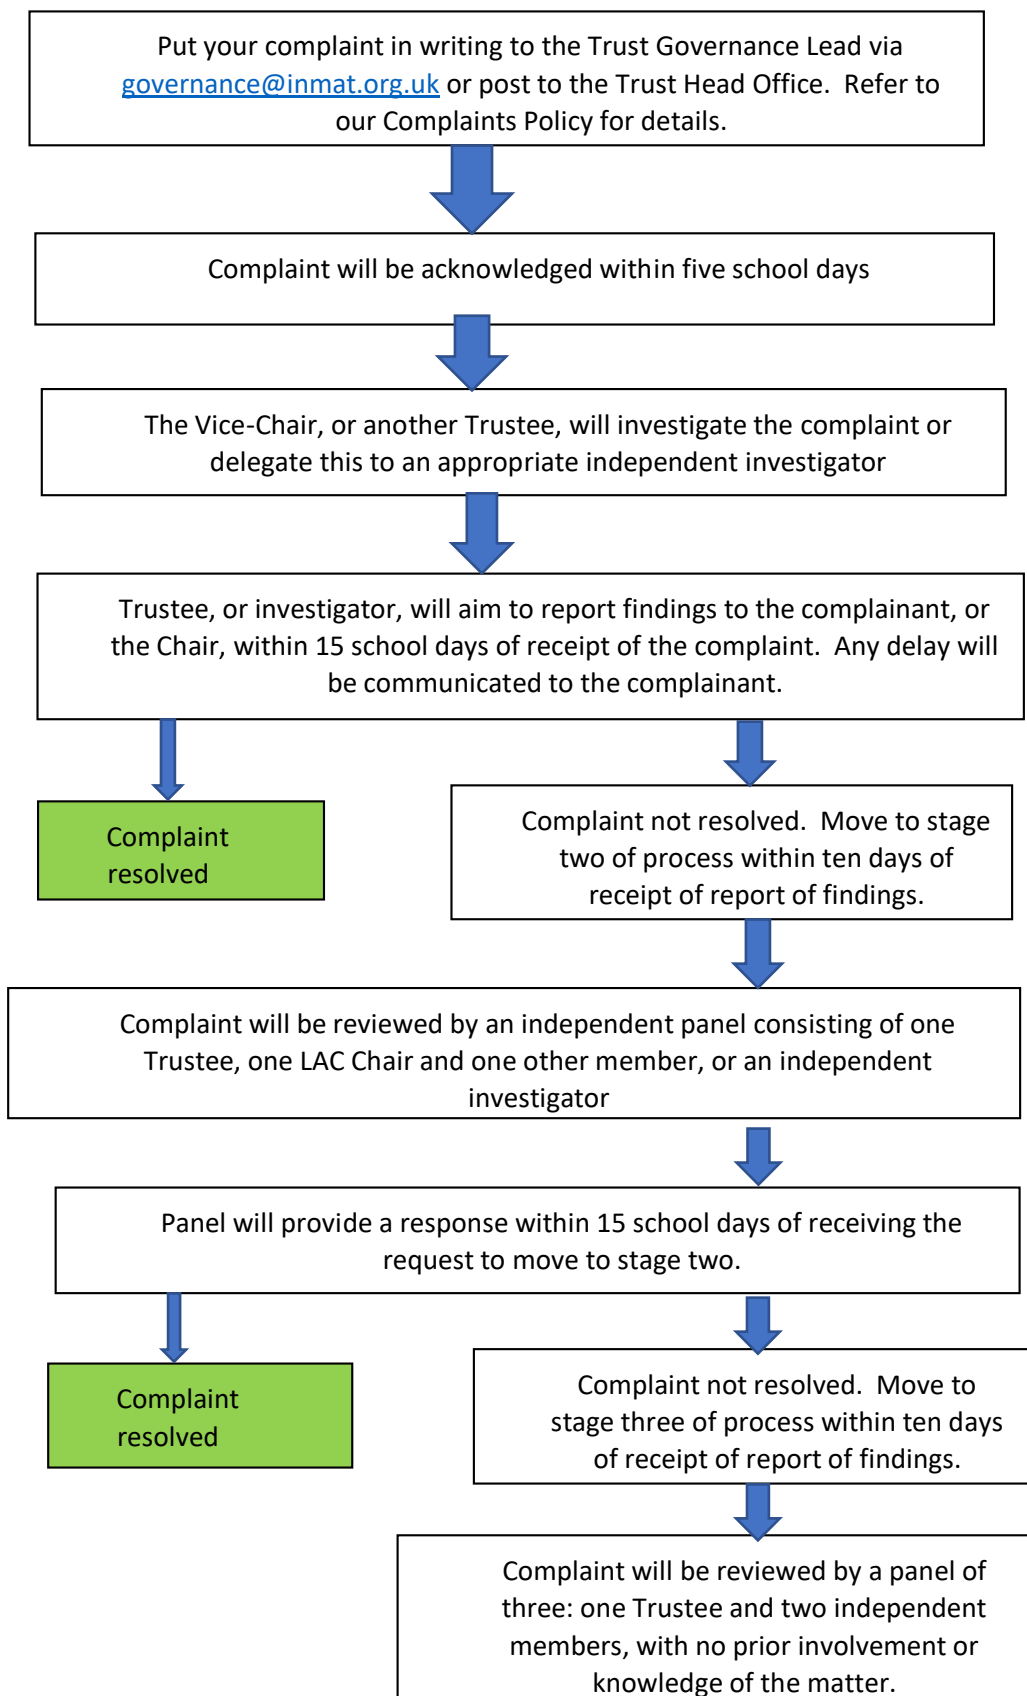 Put your complaint in writing to the Trust Governance Lead via
governance@inmat.org.uk or post to the Trust Head Office.  Refer to
our Complaints Policy for details.
Complaint will be acknowledged within five school days
The Vice-Chair, or another Trustee, will investigate the complaint or
delegate this to an appropriate independent investigator
Trustee, or investigator, will aim to report findings to the complainant, or
the Chair, within 15 school days of receipt of the complaint.  Any delay will
be communicated to the complainant.
Complaint
resolved
Complaint not resolved.  Move to stage
two of process within ten days of
receipt of report of findings.
Complaint will be reviewed by an independent panel consisting of one
Trustee, one LAC Chair and one other member, or an independent
investigator
Panel will provide a response within 15 school days of receiving the
request to move to stage two.
Complaint
resolved
Complaint not resolved.  Move to
stage three of process within ten days
of receipt of report of findings.
Complaint will be reviewed by a panel of
three: one Trustee and two independent
members, with no prior involvement or
knowledge of the matter.